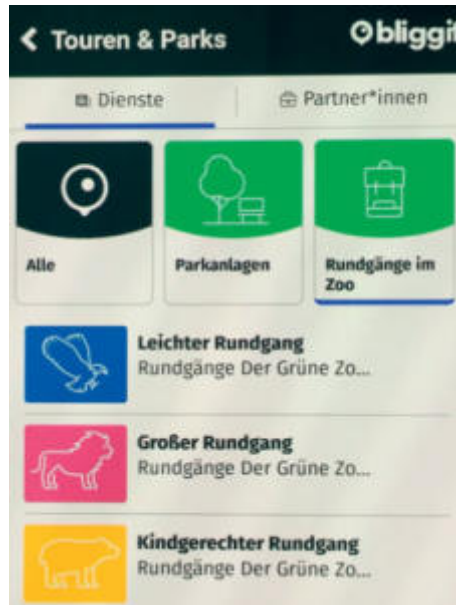 Touren & Parks
bliggit
Dienste
Partner*innen
Alle
Parkanlagen
Rundgänge im
Zoo
Leichter Rundgang
Rundgänge Der Grüne Zo...
Großer Rundgang
Rundgänge Der Grüne Zo...
Kindgerechter Rundgang
Rundgänge Der Grüne Zo...